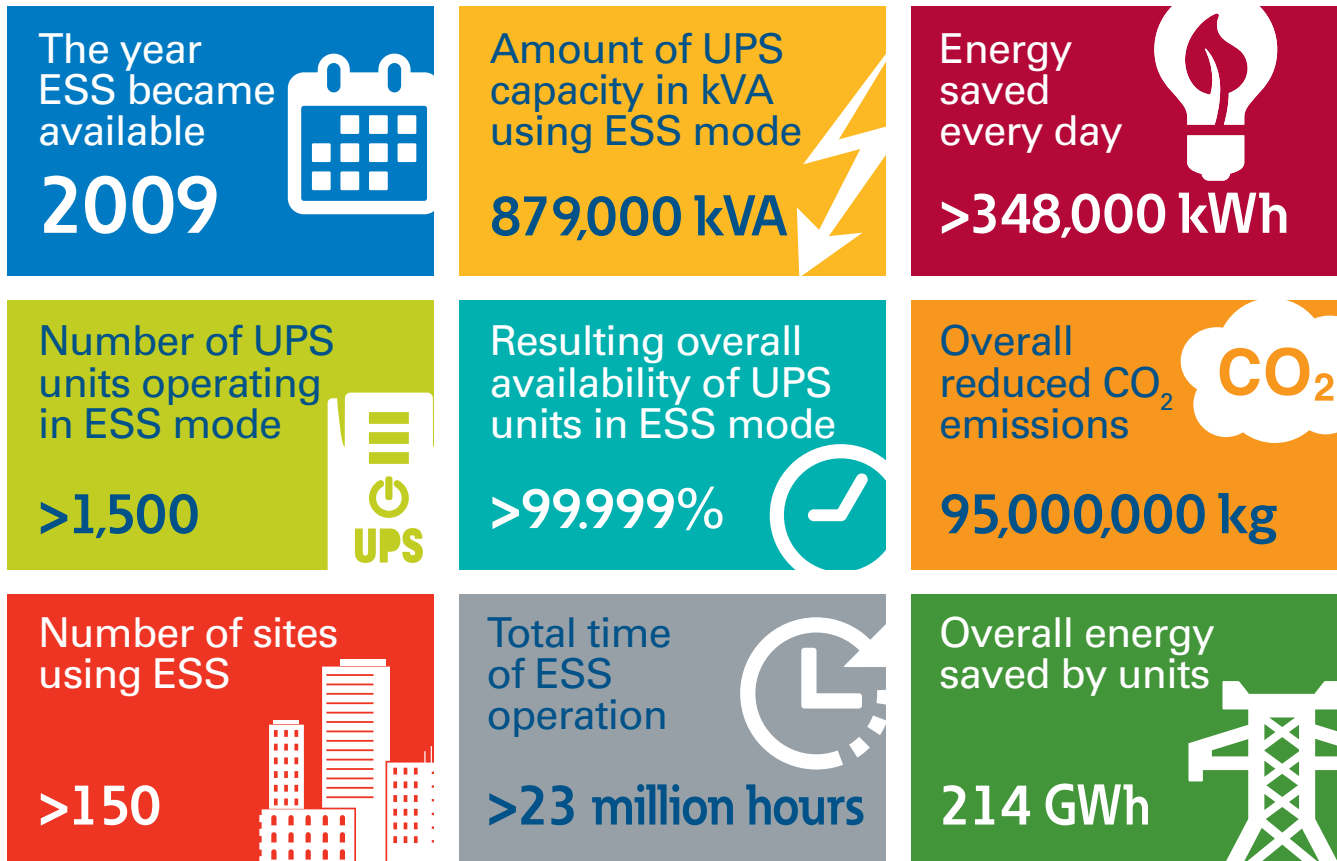 The year
ESS became
available
2009
Amount of UPS
capacity in kVA
using ESS mode
879,000 kVA
Energy
saved
every day
>348,000 kWh
Number of UPS
units operating
in ESS mode
>1,500
UPS
Resulting overall
availability of UPS
units in ESS mode
>99.999%
Overall
reduced CO₂
emissions
CO₂
95,000,000 kg
Number of sites
using ESS
>150
Total time
of ESS
operation
>23 million hours
Overall energy
saved by units
214 GWh